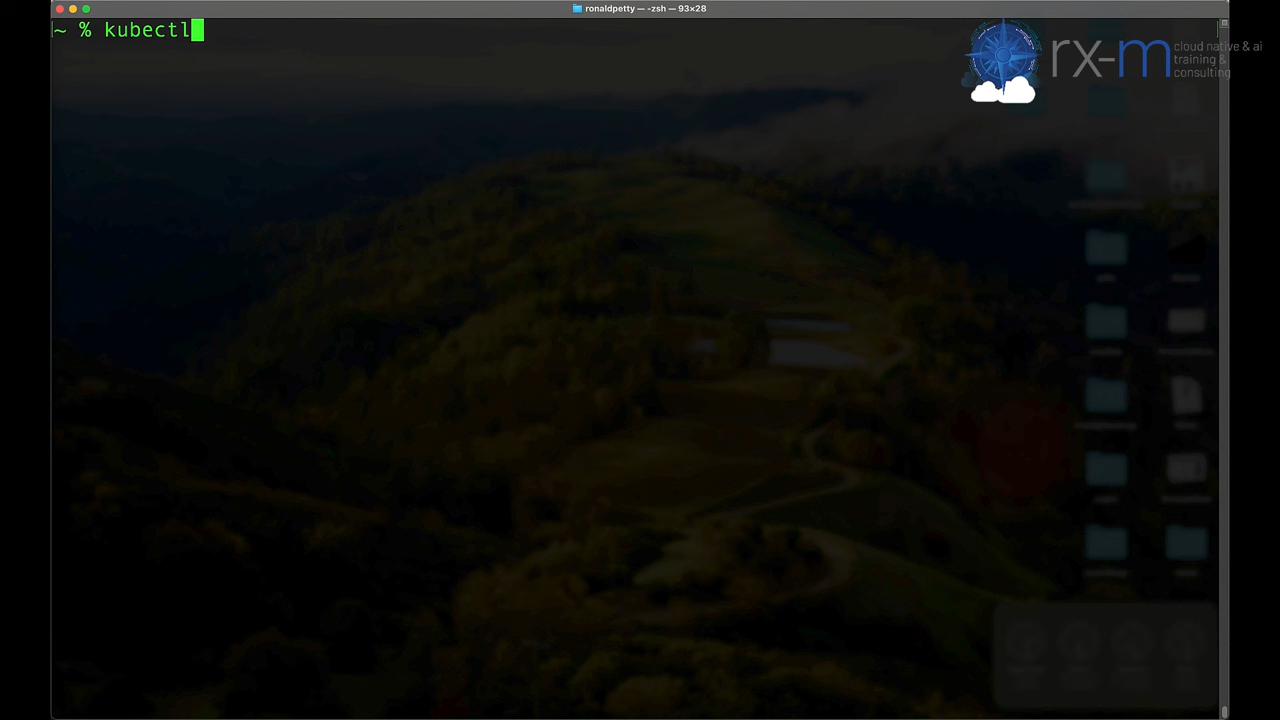 ronaldpetty — -zsh — 93×28
~ % kubectl
rx-m
cloud native & ai
training &
consulting